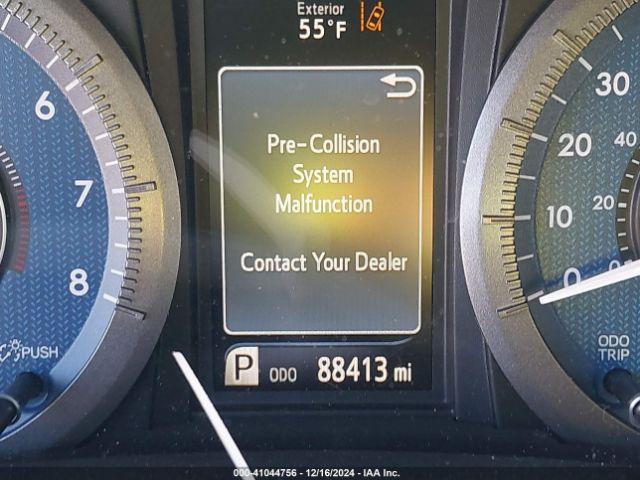 Exterior
55°F
Pre-Collision
System
Malfunction
Contact Your Dealer
P ODO 88413 mi
6
7
8
PUSH
30
20
10
0
40
20
ODO
TRIP
000-41044756 - 12/16/2024 - IAA Inc.